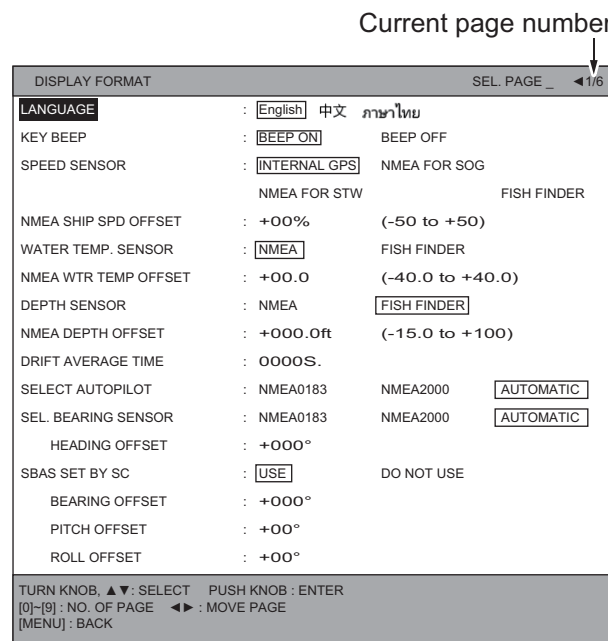 Current page number
DISPLAY FORMAT SEL. PAGE _ ◄1/6
LANGUAGE : English 中文 ภาษาไทย
KEY BEEP : BEEP ON BEEP OFF
SPEED SENSOR : INTERNAL GPS NMEA FOR SOG
NMEA FOR STW FISH FINDER
NMEA SHIP SPD OFFSET : +00% (-50 to +50)
WATER TEMP. SENSOR : NMEA FISH FINDER
NMEA WTR TEMP OFFSET : +00.0 (-40.0 to +40.0)
DEPTH SENSOR : NMEA FISH FINDER
NMEA DEPTH OFFSET : +000.0ft (-15.0 to +100)
DRIFT AVERAGE TIME : 0000S.
SELECT AUTOPILOT : NMEA0183 NMEA2000 AUTOMATIC
SEL. BEARING SENSOR : NMEA0183 NMEA2000 AUTOMATIC
HEADING OFFSET : +000°
SBAS SET BY SC : USE DO NOT USE
BEARING OFFSET : +000°
PITCH OFFSET : +00°
ROLL OFFSET : +00°
TURN KNOB, ▲▼: SELECT PUSH KNOB : ENTER
[0]~[9] : NO. OF PAGE ◄► : MOVE PAGE
[MENU] : BACK